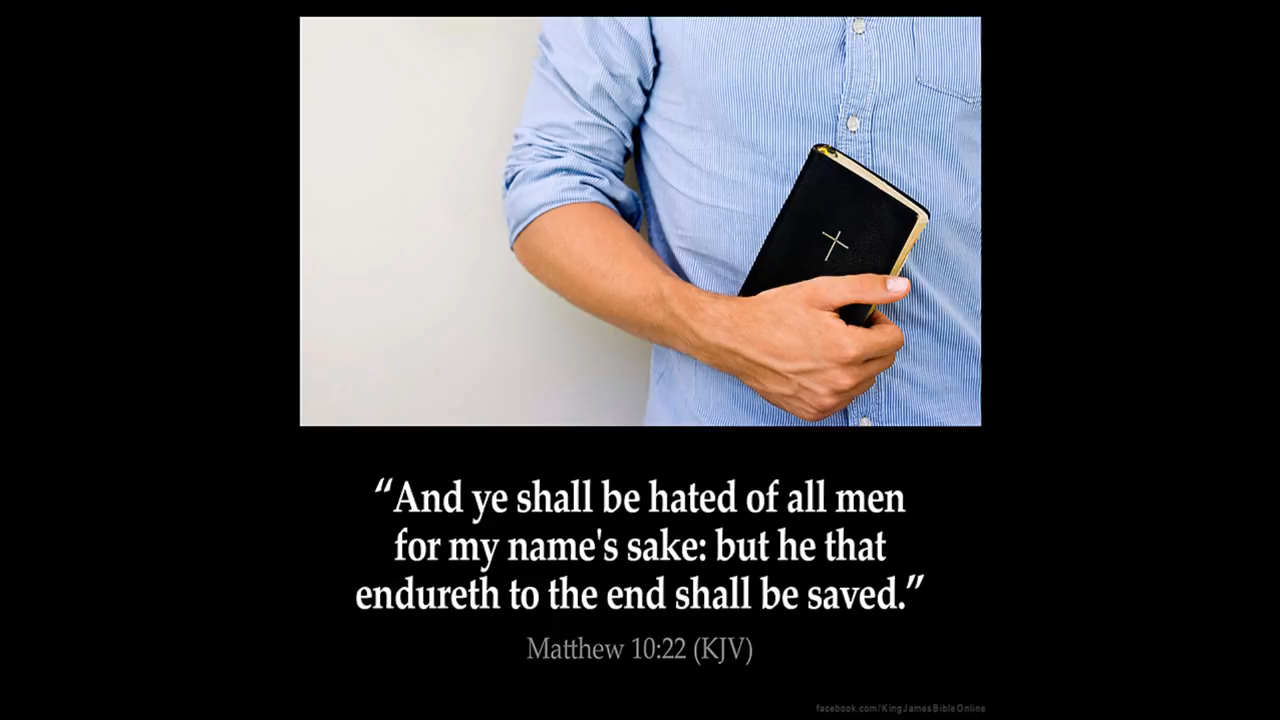 “And ye shall be hated of all men
for my name's sake: but he that
endureth to the end shall be saved.”
Matthew 10:22 (KJV)
facebook.com/KingJamesBibleOnline